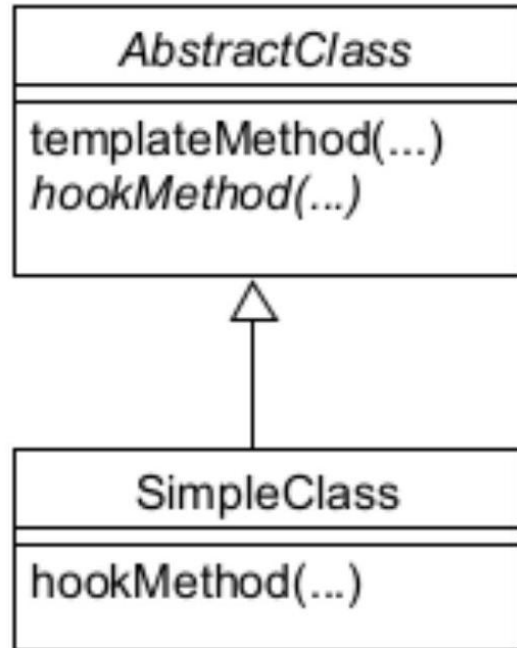 AbstractClass
templateMethod(...)
hookMethod(...)
SimpleClass
hookMethod(...)